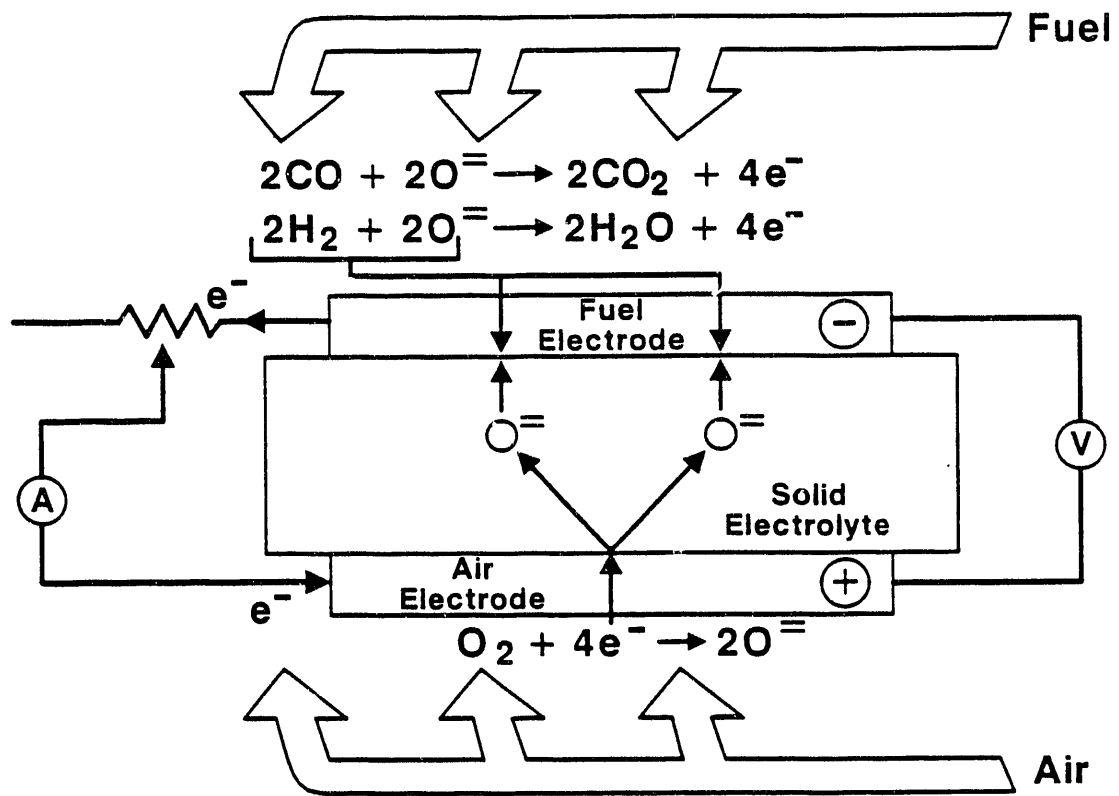 Fuel
2CO + 2O⁼ → 2CO₂ + 4e⁻
2H₂ + 2O⁼ → 2H₂O + 4e⁻
e⁻
Fuel
Electrode
−
O⁼
O⁼
V
A
Solid
Electrolyte
Air
Electrode
+
e⁻
O₂ + 4e⁻ → 2O⁼
Air